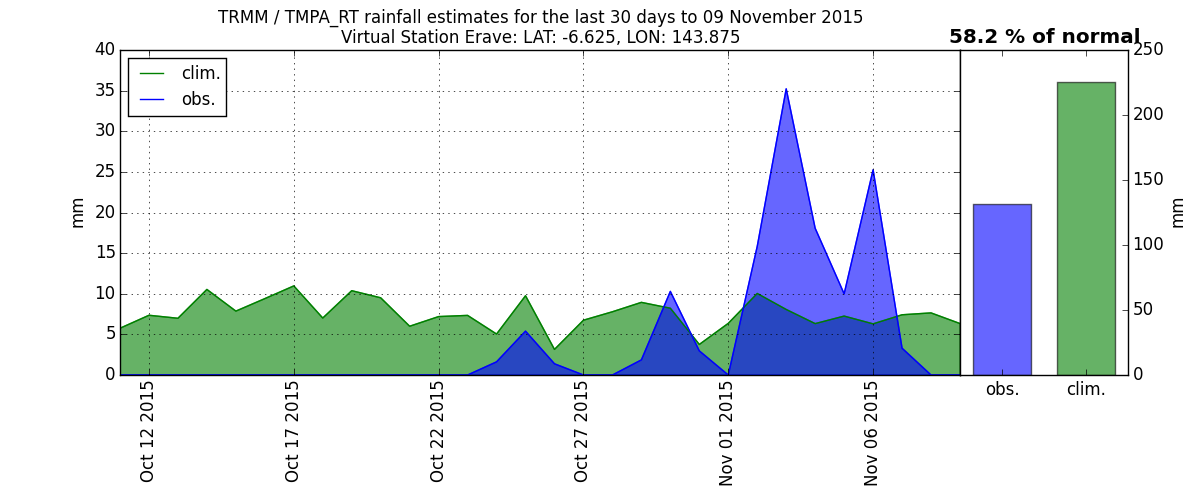 TRMM / TMPA_RT rainfall estimates for the last 30 days to 09 November 2015
Virtual Station Erave: LAT: -6.625, LON: 143.875
58.2 % of normal
clim.
obs.
mm
40
35
30
25
20
15
10
5
0
Oct 12 2015
Oct 17 2015
Oct 22 2015
Oct 27 2015
Nov 01 2015
Nov 06 2015
obs.
clim.
250
200
150
100
50
0
mm